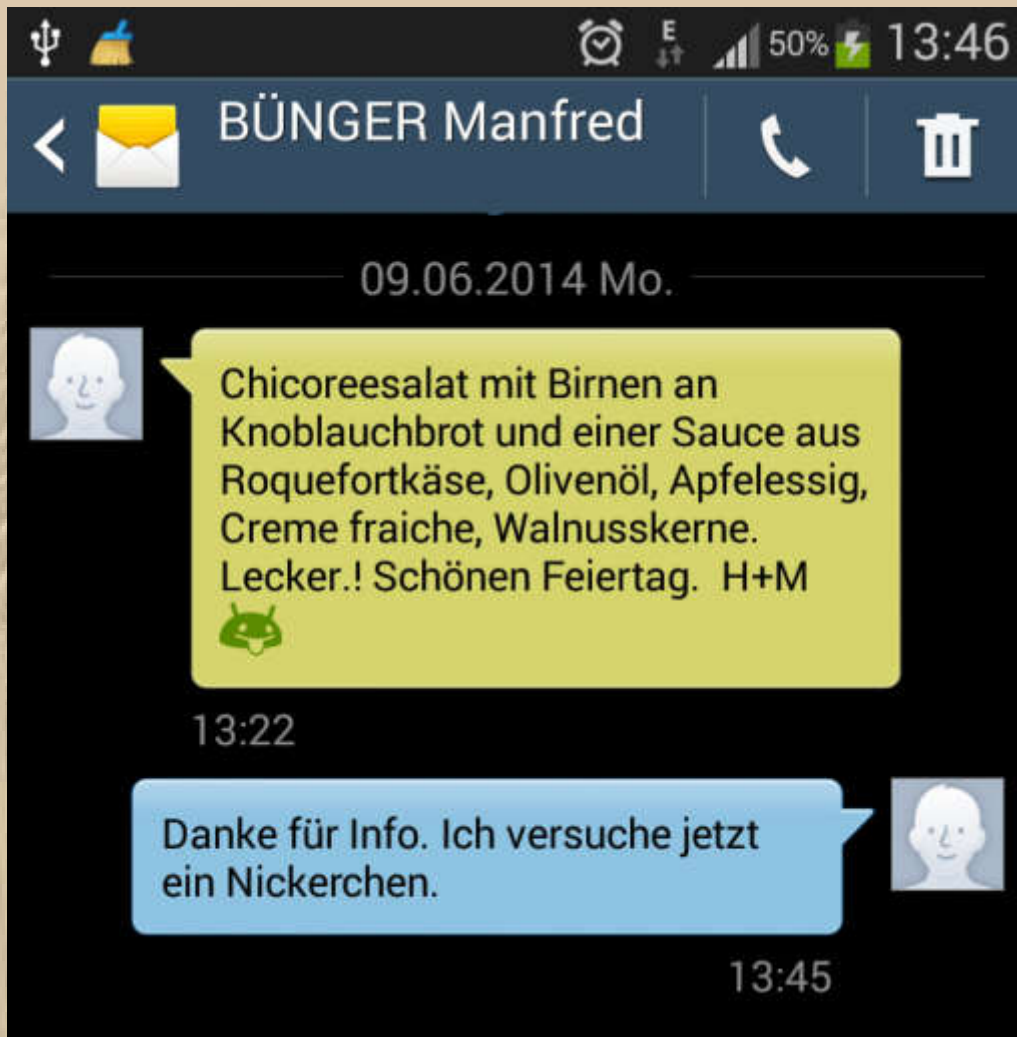 E 50% 13:46
BÜNGER Manfred
09.06.2014 Mo.
Chicoreesalat mit Birnen an
Knoblauchbrot und einer Sauce aus
Roquefortkäse, Olivenöl, Apfelessig,
Creme fraiche, Walnusskerne.
Lecker.! Schönen Feiertag.  H+M
13:22
Danke für Info. Ich versuche jetzt
ein Nickerchen.
13:45